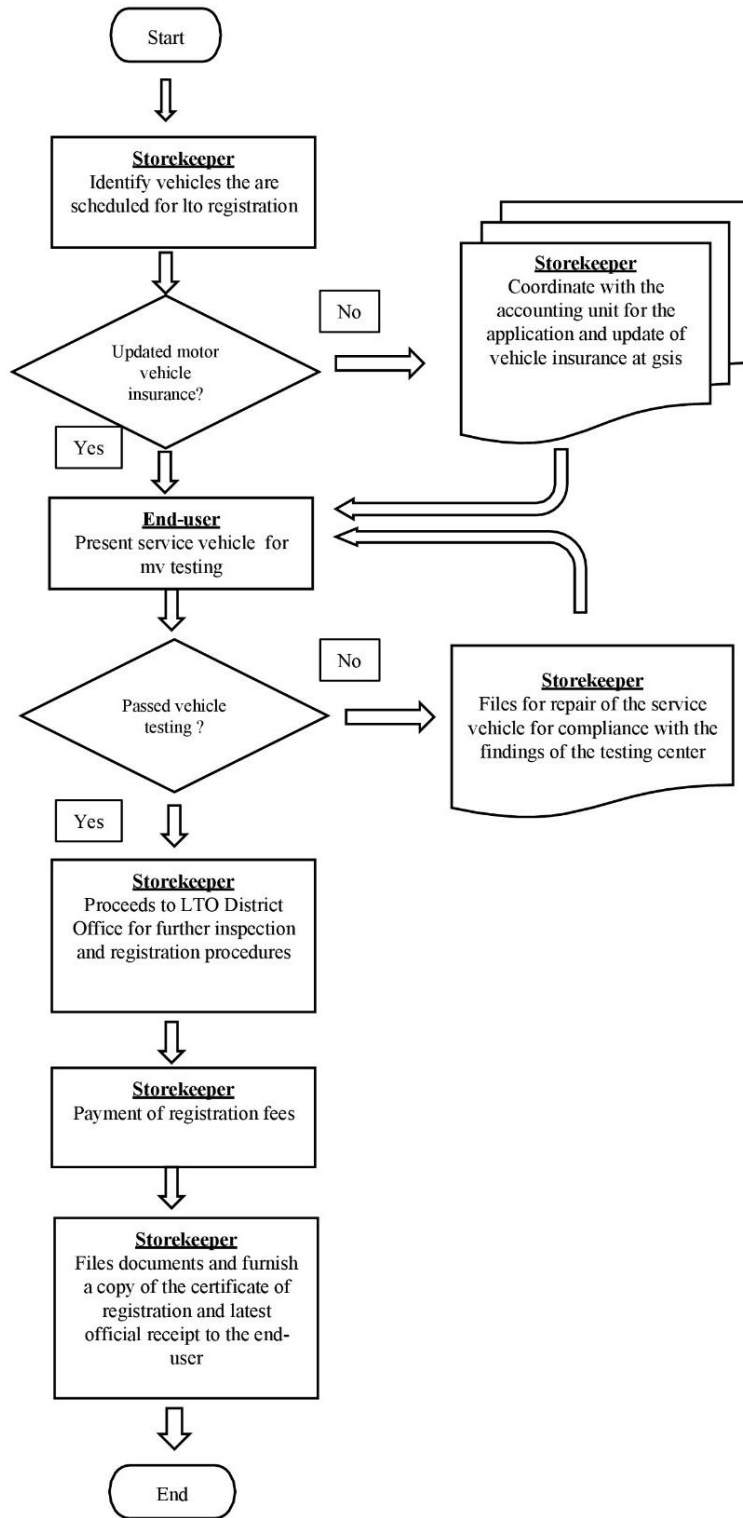 Start
Storekeeper
Identify vehicles the are
scheduled for lto registration
No
Storekeeper
Coordinate with the
accounting unit for the
application and update of
vehicle insurance at gsis
Updated motor
vehicle
insurance?
Yes
End-user
Present service vehicle for
mv testing
No
Storekeeper
Files for repair of the service
vehicle for compliance with the
findings of the testing center
Passed vehicle
testing ?
Yes
Storekeeper
Proceeds to LTO District
Office for further inspection
and registration procedures
Storekeeper
Payment of registration fees
Storekeeper
Files documents and furnish
a copy of the certificate of
registration and latest
official receipt to the end-
user
End